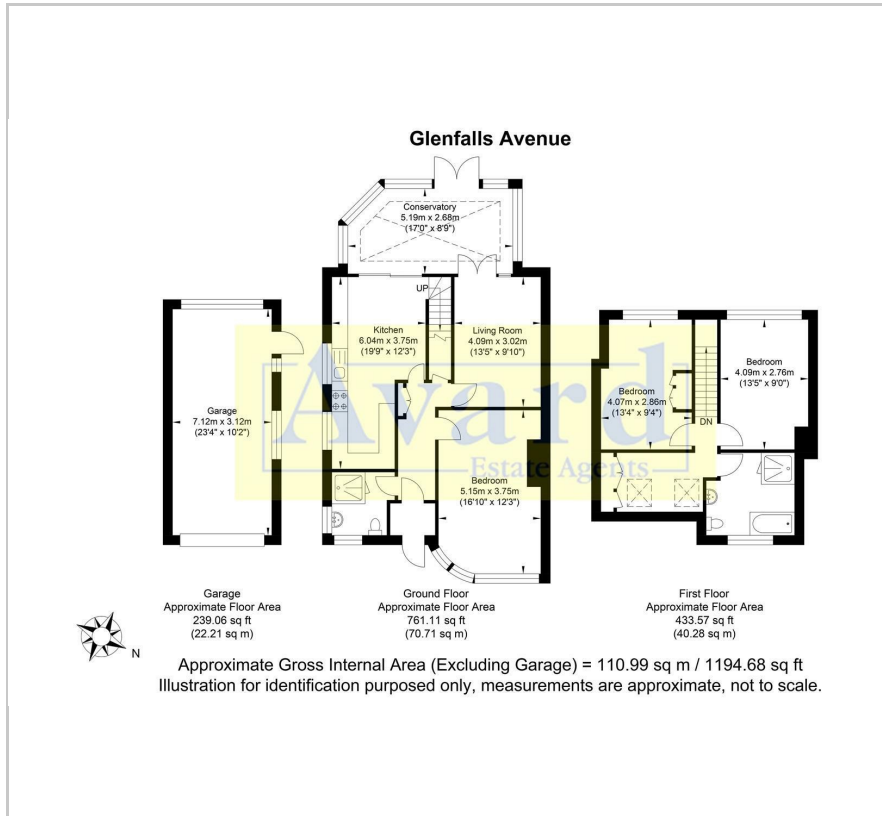 Glenfalls Avenue
Conservatory
5.19m x 2.68m
(17'0" x 8'9")
UP
Kitchen
6.04m x 3.75m
(19'9" x 12'3")
Living Room
4.09m x 3.02m
(13'5" x 9'10")
Garage
7.12m x 3.12m
(23'4" x 10'2")
Bedroom
5.15m x 3.75m
(16'10" x 12'3")
Bedroom
4.07m x 2.86m
(13'4" x 9'4")
Bedroom
4.09m x 2.76m
(13'5" x 9'0")
DN
Avard
Estate Agents
Garage
Approximate Floor Area
239.06 sq ft
(22.21 sq m)
Ground Floor
Approximate Floor Area
761.11 sq ft
(70.71 sq m)
First Floor
Approximate Floor Area
433.57 sq ft
(40.28 sq m)
N
Approximate Gross Internal Area (Excluding Garage) = 110.99 sq m / 1194.68 sq ft
Illustration for identification purposed only, measurements are approximate, not to scale.